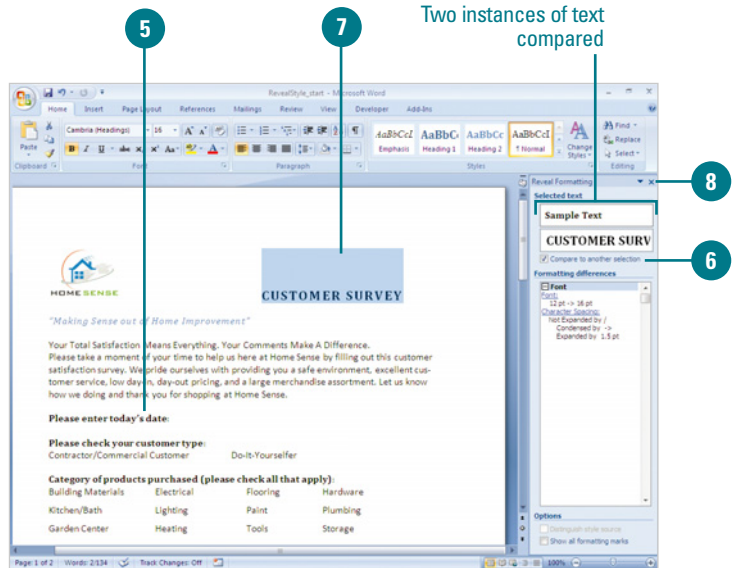 Two instances of text
compared
5
7
RevealStyle_start - Microsoft Word
Home Insert Page Layout References Mailings Review View Developer Add-Ins
Paste
Cambria (Headings) 16
AaBbCcI AaBbC AaBbCc AaBbCcI
Emphasis Heading 1 Heading 2 ¶ Normal
Change
Styles
Find
Replace
Select
Clipboard Font Paragraph Styles Editing
Reveal Formatting
8
Selected text
Sample Text
CUSTOMER SURV
Compare to another selection
6
Formatting differences
Font
Font:
12 pt -> 16 pt
Character Spacing:
Not Expanded by /
Condensed by ->
Expanded by 1.5 pt
HOME SENSE
CUSTOMER SURVEY
"Making Sense out of Home Improvement"
Your Total Satisfaction Means Everything. Your Comments Make A Difference.
Please take a moment of your time to help us here at Home Sense by filling out this customer
satisfaction survey. We pride ourselves with providing you a safe environment, excellent cus-
tomer service, low day-in, day-out pricing, and a large merchandise assortment. Let us know
how we doing and thank you for shopping at Home Sense.
Please enter today's date:
Please check your customer type:
Contractor/Commercial Customer Do-It-Yourselfer
Category of products purchased (please check all that apply):
Building Materials Electrical Flooring Hardware
Kitchen/Bath Lighting Paint Plumbing
Garden Center Heating Tools Storage
Options
Distinguish style source
Show all formatting marks
Page: 1 of 2 Words: 2/134 Track Changes: Off 100%